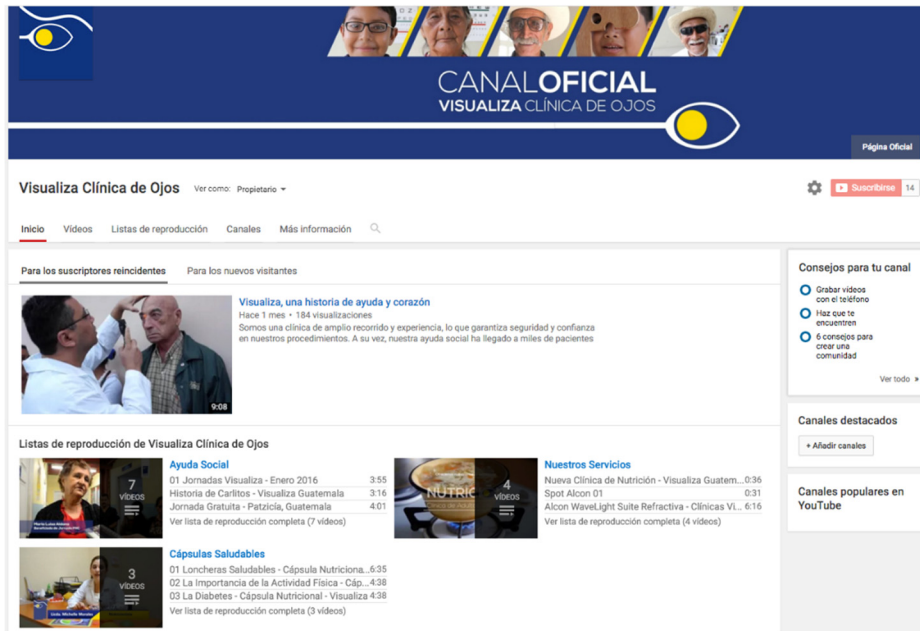 CANALOFICIAL
VISUALIZA CLÍNICA DE OJOS
Página Oficial
Visualiza Clínica de Ojos
Ver como: Propietario
Suscribirse 14
Inicio Vídeos Listas de reproducción Canales Más información
Para los suscriptores reincidentes Para los nuevos visitantes
Visualiza, una historia de ayuda y corazón
Hace 1 mes • 184 visualizaciones
Somos una clínica de amplio recorrido y experiencia, lo que garantiza seguridad y confianza
en nuestros procedimientos. A su vez, nuestra ayuda social ha llegado a miles de pacientes
9:08
Listas de reproducción de Visualiza Clínica de Ojos
7
VÍDEOS
Ayuda Social
01 Jornadas Visualiza - Enero 2016 3:55
Historia de Carlitos - Visualiza Guatemala 3:16
Jornada Gratuita - Patzicía, Guatemala 4:01
Ver lista de reproducción completa (7 vídeos)
NUTRIC
4
VÍDEOS
Nuestros Servicios
Nueva Clínica de Nutrición - Visualiza Guatem... 0:36
Spot Alcon 01 0:31
Alcon WaveLight Suite Refractiva - Clínicas Vi... 6:16
Ver lista de reproducción completa (4 vídeos)
3
VÍDEOS
Cápsulas Saludables
01 Loncheras Saludables - Cápsula Nutriciona... 6:35
02 La Importancia de la Actividad Física - Cáp... 4:38
03 La Diabetes - Cápsula Nutricional - Visualiza 4:38
Ver lista de reproducción completa (3 vídeos)
Consejos para tu canal
Grabar vídeos
con el teléfono
Haz que te
encuentren
6 consejos para
crear una
comunidad
Ver todo »
Canales destacados
+ Añadir canales
Canales populares en
YouTube